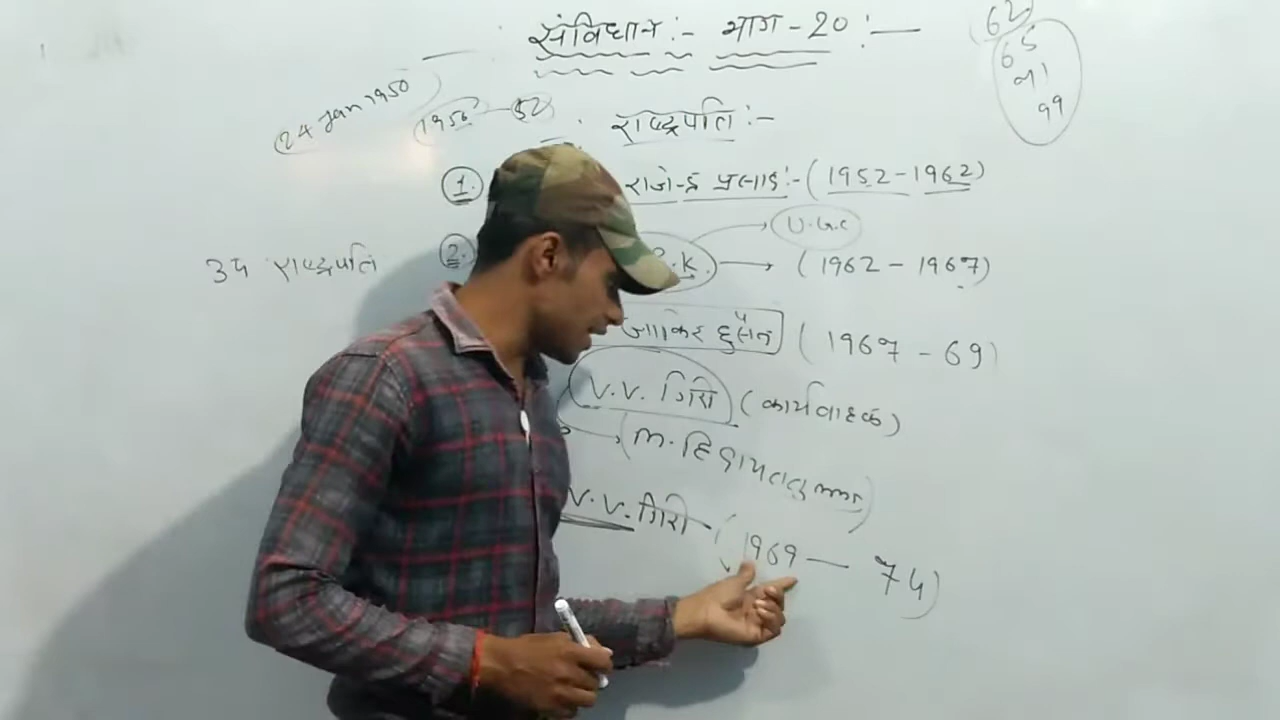 संविधान :- भाग - 20 :—
(62)
65
ना
99
(24 Jan 1950)
1950 — 52
राष्ट्रपति :-
1. राजेन्द्र प्रसाद :- (1952 - 1962)
U.G.C
उप राष्ट्रपति
2. . K. → (1962 - 1967)
जाकिर हुसैन (1967 - 69)
V.V. गिरी (कार्यवाहक)
(M. हिदायततुल्लाह)
V.V. गिरी - (1969 — 74)